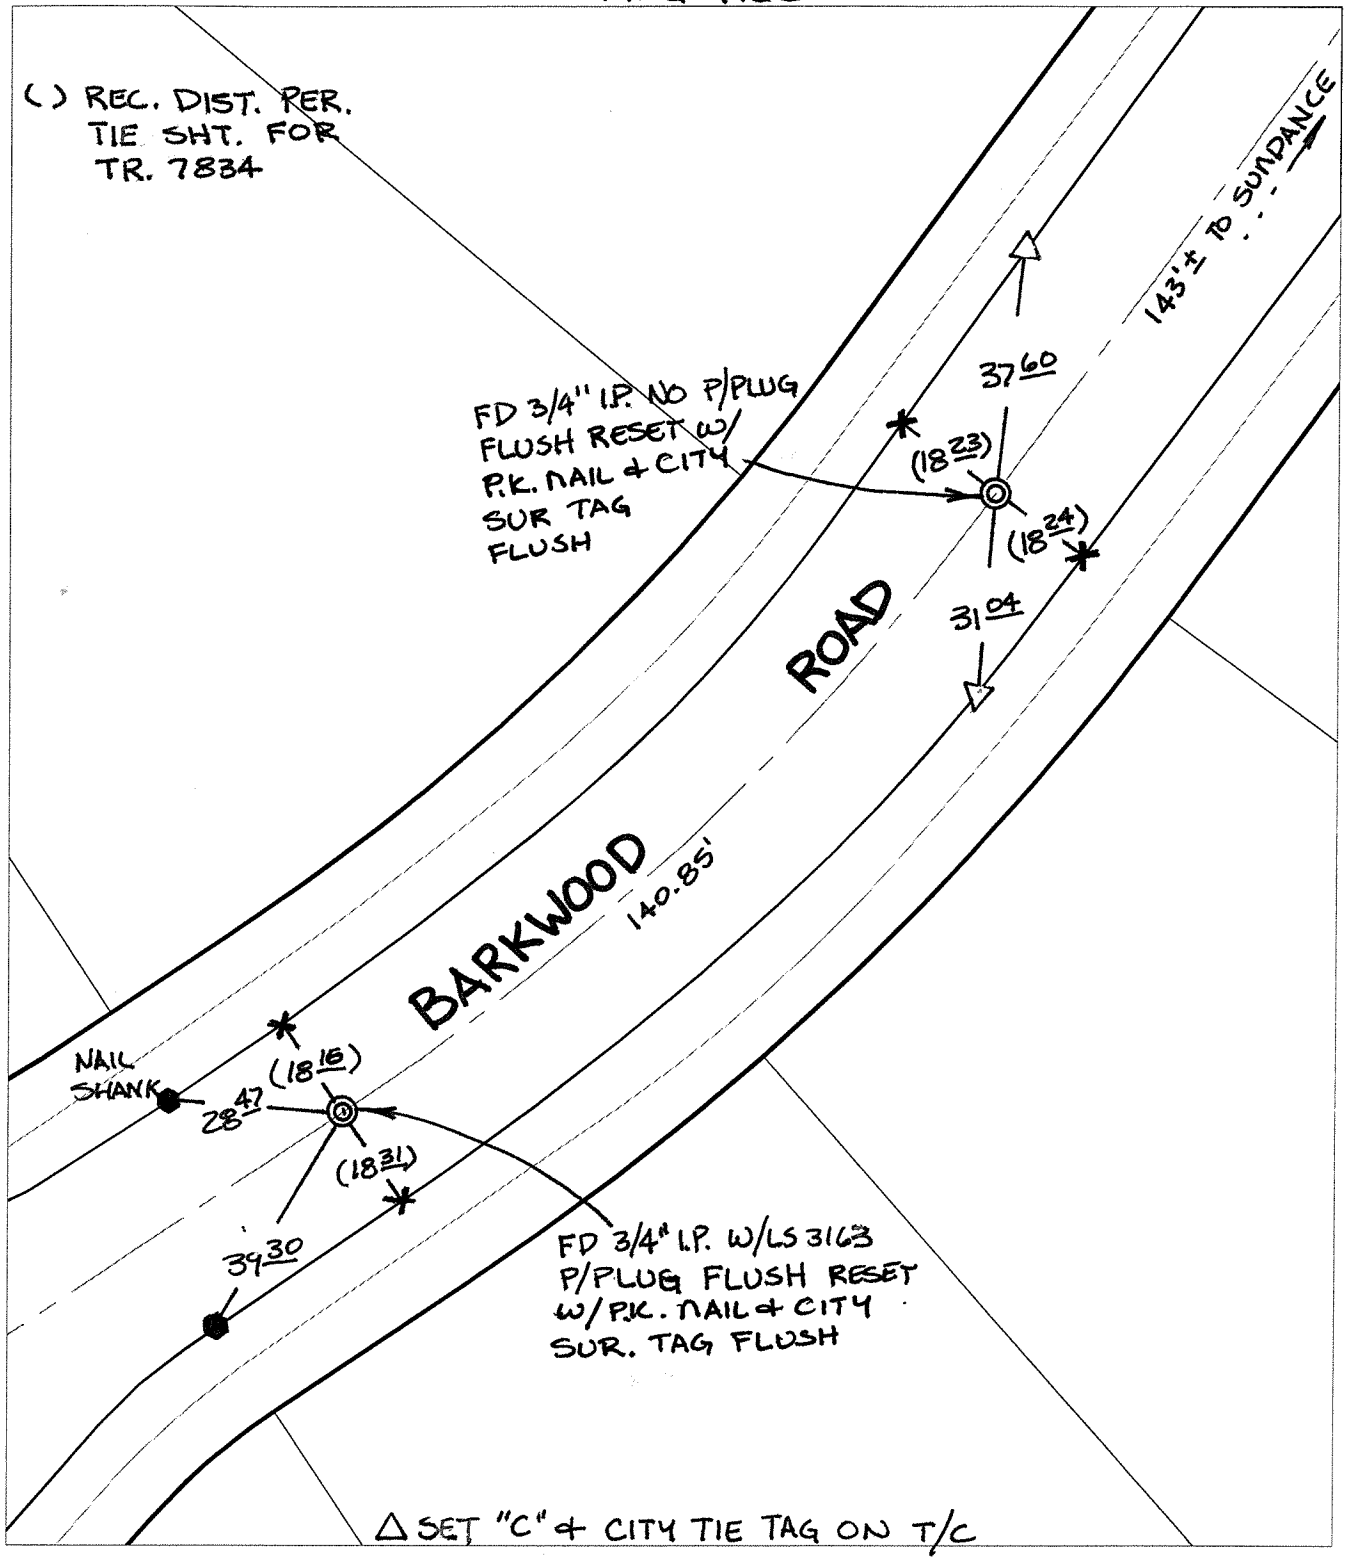 ( ) REC. DIST. PER.
TIE SHT. FOR
TR. 7834
143'± TO SUNDANCE
37 60
FD 3/4" I.P. NO P/PLUG
FLUSH RESET W/
P.K. NAIL & CITY
SUR TAG
FLUSH
(18 23)
(18 24)
31 04
ROAD
BARKWOOD
140.85'
NAIL
SHANK
(18 16)
28 47
(18 31)
39 30
FD 3/4" I.P. W/LS 3163
P/PLUG FLUSH RESET
W/P.K. NAIL & CITY
SUR. TAG FLUSH
△ SET "C" & CITY TIE TAG ON T/C